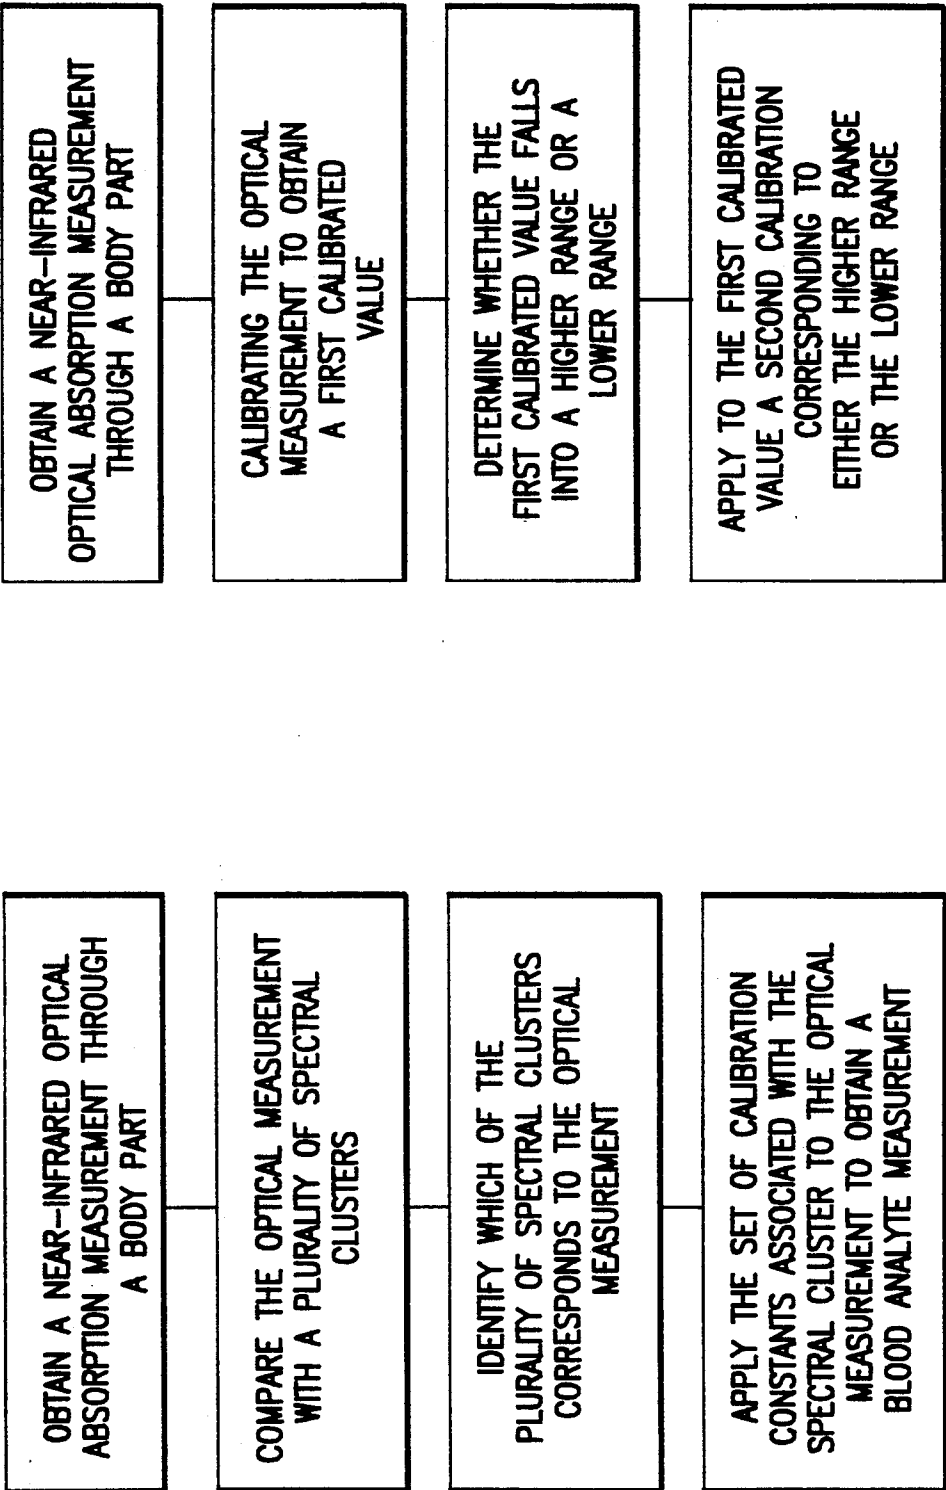 OBTAIN A NEAR-INFRARED OPTICAL
ABSORPTION MEASUREMENT THROUGH
A BODY PART
COMPARE THE OPTICAL MEASUREMENT
WITH A PLURALITY OF SPECTRAL
CLUSTERS
IDENTIFY WHICH OF THE
PLURALITY OF SPECTRAL CLUSTERS
CORRESPONDS TO THE OPTICAL
MEASUREMENT
APPLY THE SET OF CALIBRATION
CONSTANTS ASSOCIATED WITH THE
SPECTRAL CLUSTER TO THE OPTICAL
MEASUREMENT TO OBTAIN A
BLOOD ANALYTE MEASUREMENT
OBTAIN A NEAR-INFRARED
OPTICAL ABSORPTION MEASUREMENT
THROUGH A BODY PART
CALIBRATING THE OPTICAL
MEASUREMENT TO OBTAIN
A FIRST CALIBRATED
VALUE
DETERMINE WHETHER THE
FIRST CALIBRATED VALUE FALLS
INTO A HIGHER RANGE OR A
LOWER RANGE
APPLY TO THE FIRST CALIBRATED
VALUE A SECOND CALIBRATION
CORRESPONDING TO
EITHER THE HIGHER RANGE
OR THE LOWER RANGE